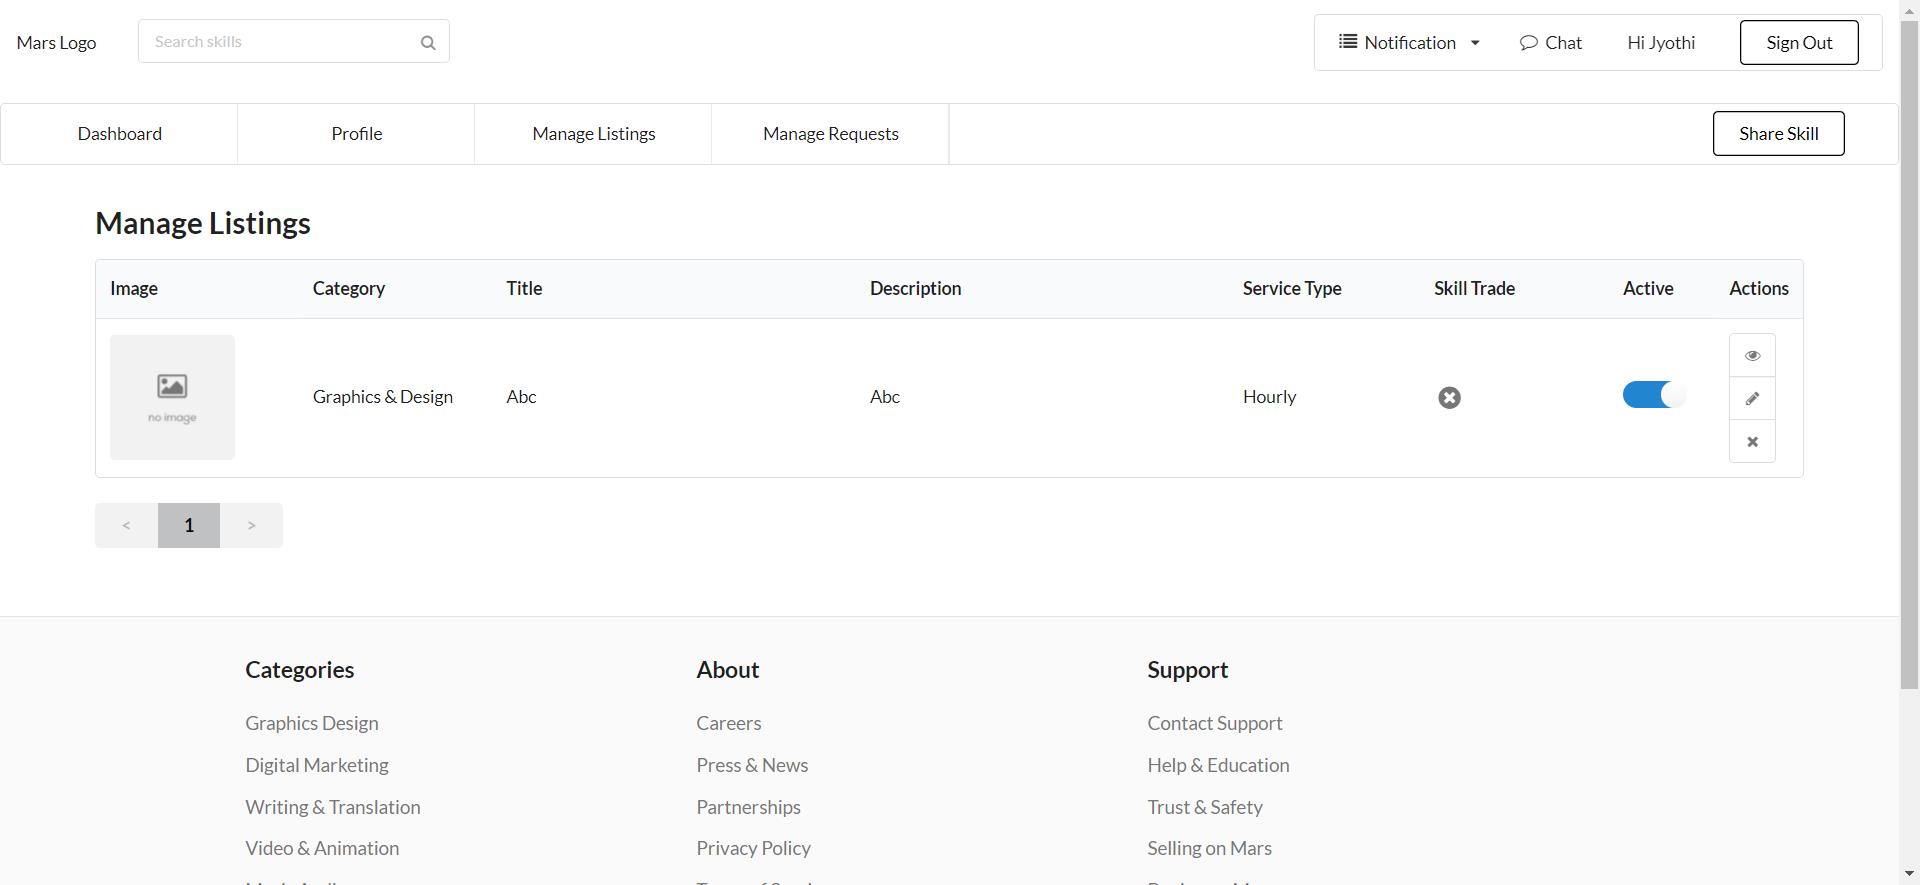 Mars Logo
Search skills
Notification
Chat
Hi Jyothi
Sign Out
Dashboard
Profile
Manage Listings
Manage Requests
Share Skill
Manage Listings
Image Category Title Description Service Type Skill Trade Active Actions
no image
Graphics & Design Abc Abc Hourly
< 1 >
Categories
Graphics Design
Digital Marketing
Writing & Translation
Video & Animation
About
Careers
Press & News
Partnerships
Privacy Policy
Support
Contact Support
Help & Education
Trust & Safety
Selling on Mars